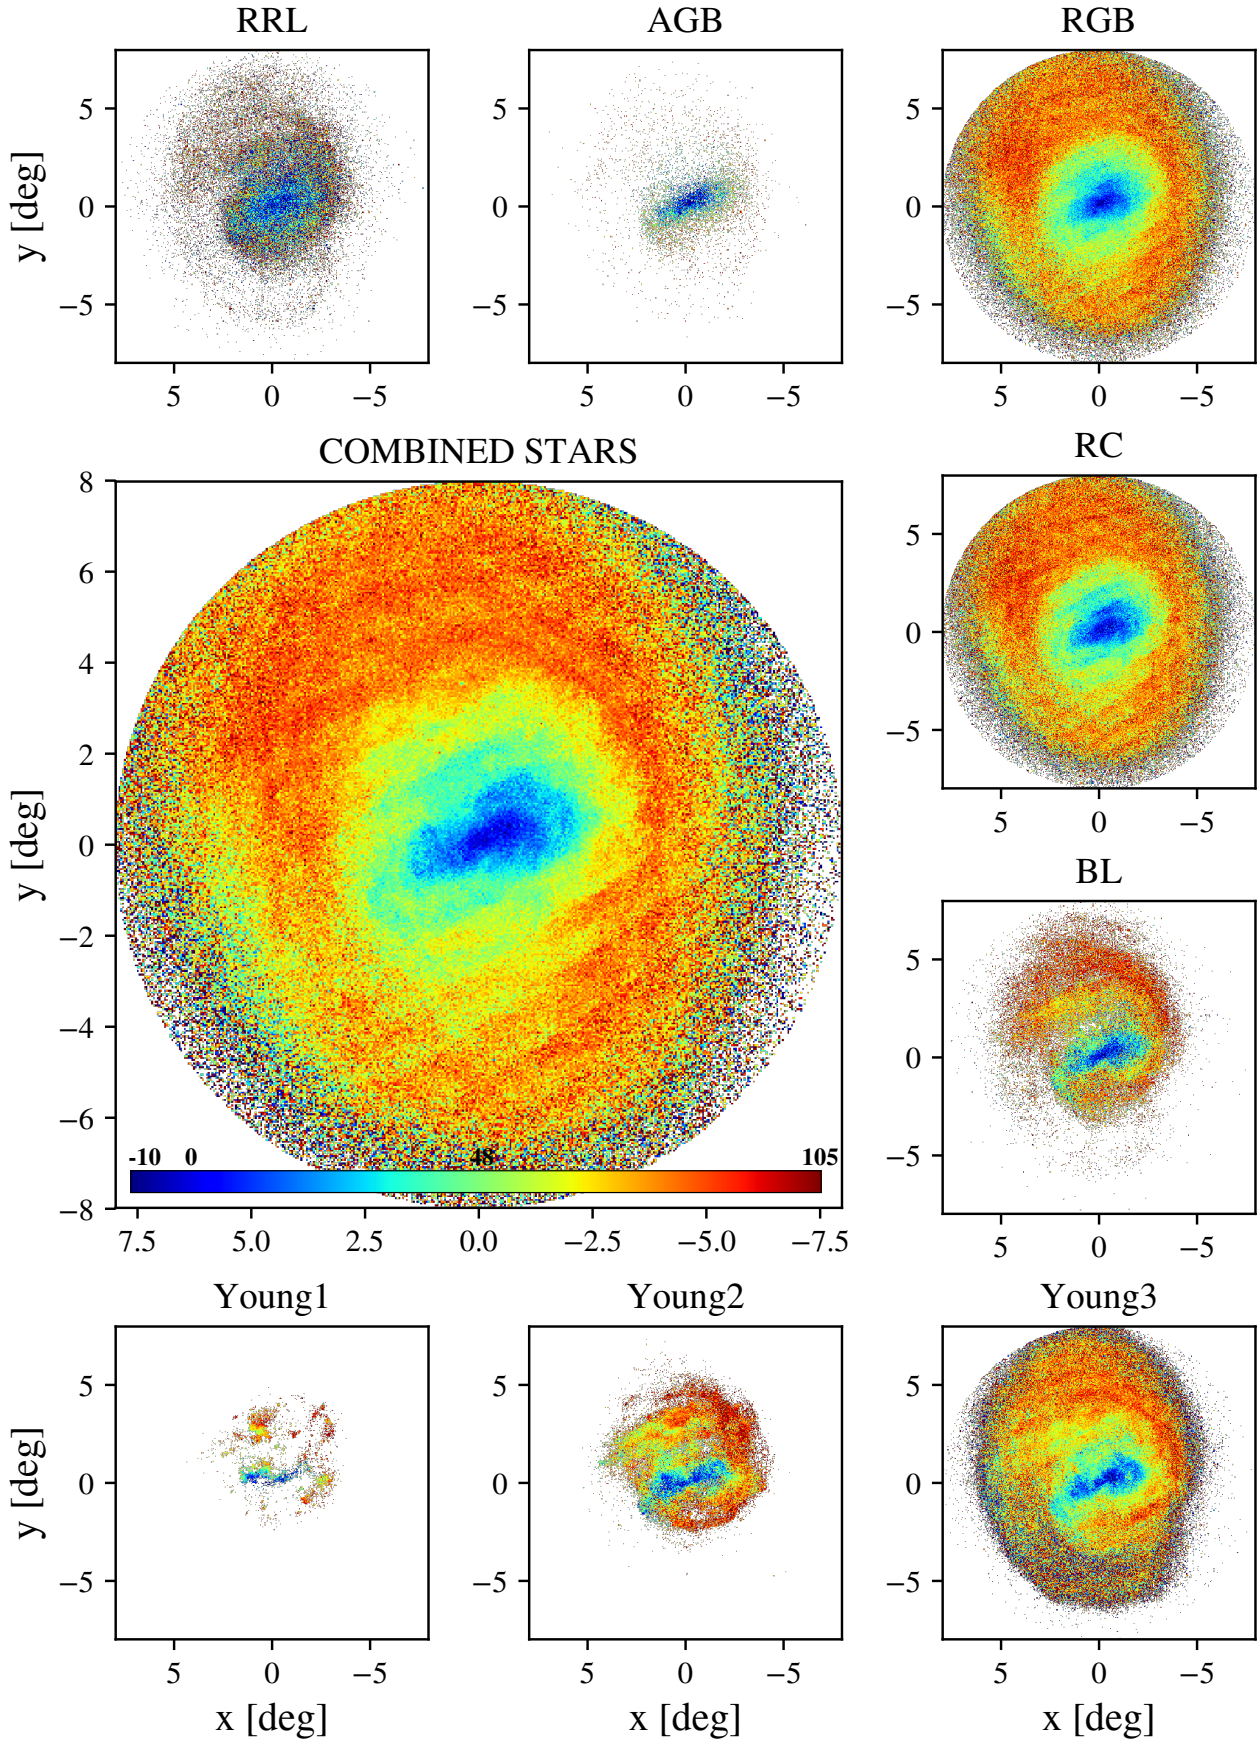 RRL AGB RGB
5 5 5
y [deg] 0 0 0
−5 −5 −5
5 0 −5 5 0 −5 5 0 −5
COMBINED STARS RC
8
6 5
4
2 0
y [deg] 0 −5
5 0 −5
−2 BL
−4 5
−6 0
-10 0 48 105
−8 −5
7.5 5.0 2.5 0.0 −2.5 −5.0 −7.5 5 0 −5
Young1 Young2 Young3
5 5 5
y [deg] 0 0 0
−5 −5 −5
5 0 −5 5 0 −5 5 0 −5
x [deg] x [deg] x [deg]